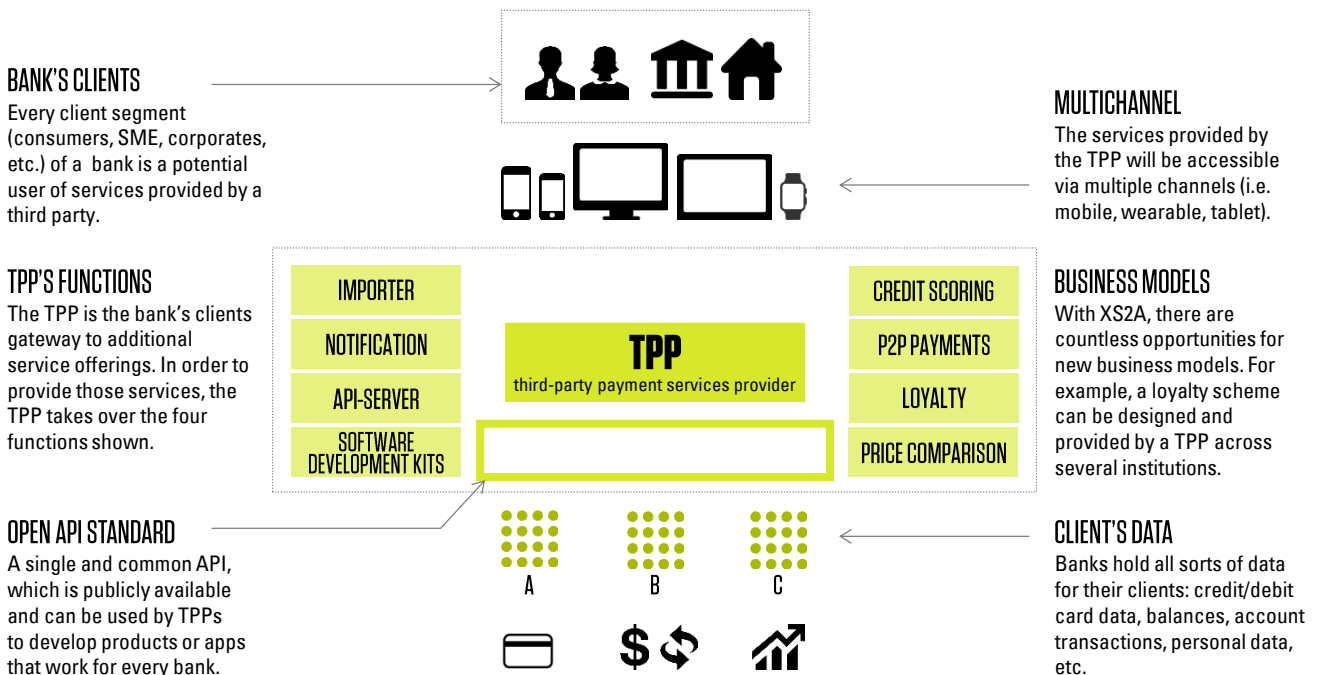 BANK'S CLIENTS
Every client segment
(consumers, SME, corporates,
etc.) of a bank is a potential
user of services provided by a
third party.
MULTICHANNEL
The services provided by
the TPP will be accessible
via multiple channels (i.e.
mobile, wearable, tablet).
TPP'S FUNCTIONS
The TPP is the bank's clients
gateway to additional
service offerings. In order to
provide those services, the
TPP takes over the four
functions shown.
IMPORTER
NOTIFICATION
API-SERVER
SOFTWARE
DEVELOPMENT KITS
TPP
third-party payment services provider
CREDIT SCORING
P2P PAYMENTS
LOYALTY
PRICE COMPARISON
BUSINESS MODELS
With XS2A, there are
countless opportunities for
new business models. For
example, a loyalty scheme
can be designed and
provided by a TPP across
several institutions.
OPEN API STANDARD
A single and common API,
which is publicly available
and can be used by TPPs
to develop products or apps
that work for every bank.
A
B
C
$
CLIENT'S DATA
Banks hold all sorts of data
for their clients: credit/debit
card data, balances, account
transactions, personal data,
etc.